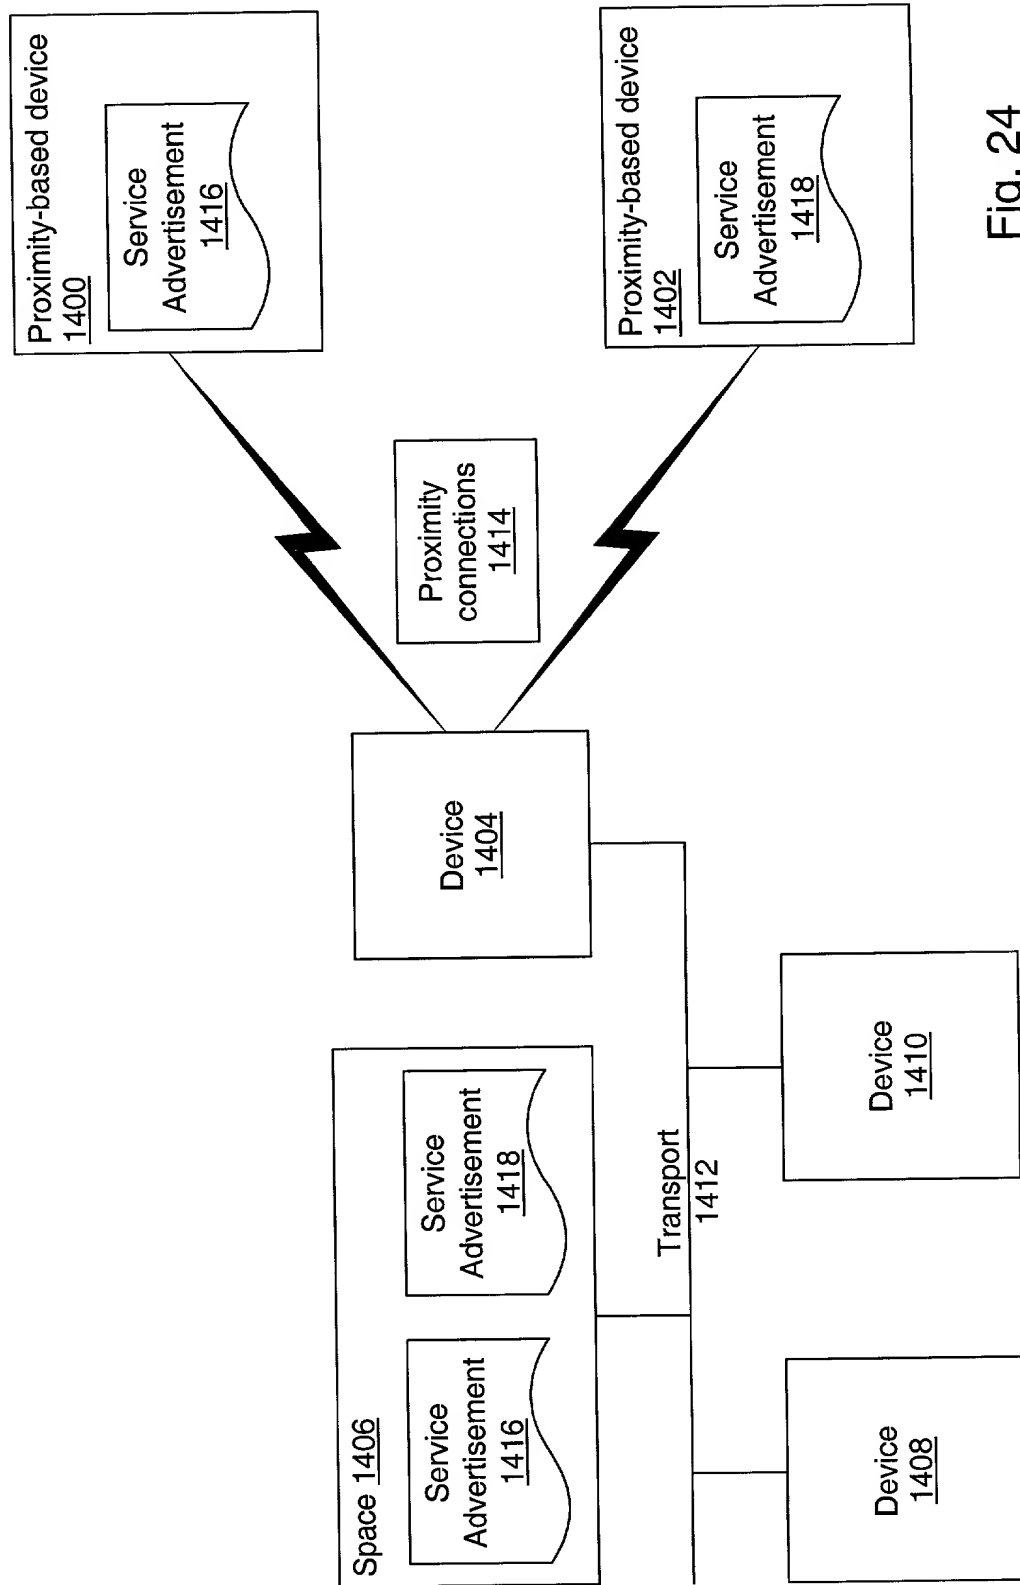 Proximity-based device
1400
Service
Advertisement
1416
Proximity
connections
1414
Proximity-based device
1402
Service
Advertisement
1418
Device
1404
Space 1406
Service
Advertisement
1416
Service
Advertisement
1418
Transport
1412
Device
1408
Device
1410
Fig. 24